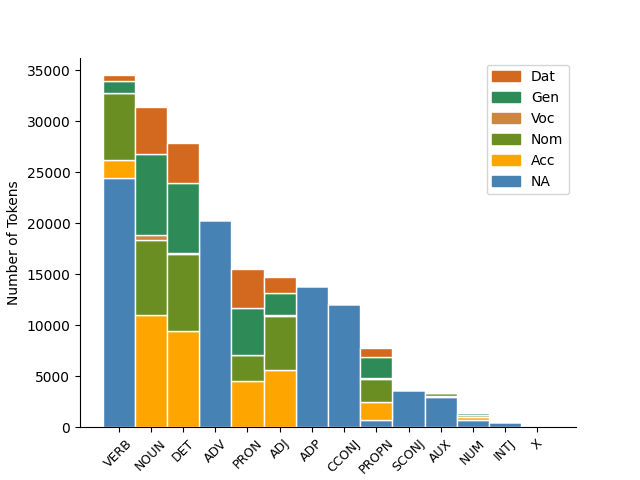 35000
30000
25000
20000
15000
10000
5000
0
Number of Tokens
Dat
Gen
Voc
Nom
Acc
NA
VERB
NOUN
DET
ADV
PRON
ADJ
ADP
CCONJ
PROPN
SCONJ
AUX
NUM
INTJ
X